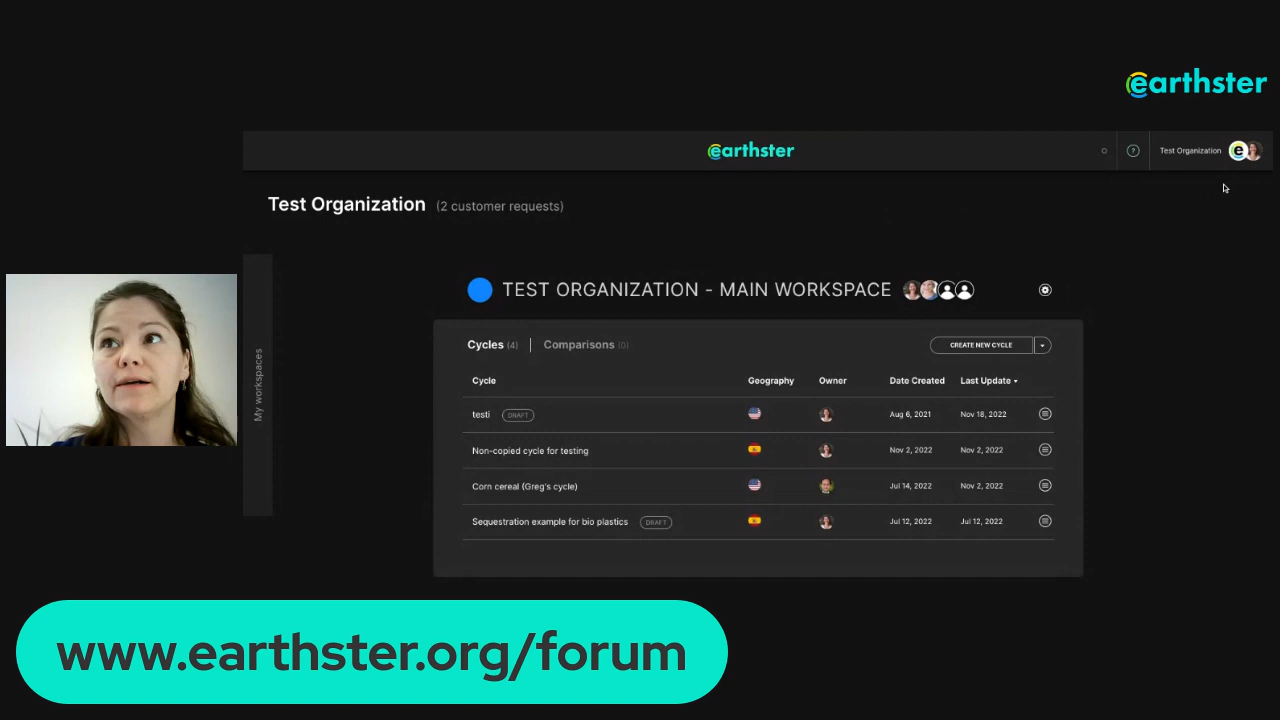 earthster
earthster
? Test Organization e
Test Organization (2 customer requests)
TEST ORGANIZATION - MAIN WORKSPACE
My workspaces
Cycles (4) | Comparisons (0) CREATE NEW CYCLE
Cycle Geography Owner Date Created Last Update
testi DRAFT Aug 6, 2021 Nov 18, 2022
Non-copied cycle for testing Nov 2, 2022 Nov 2, 2022
Corn cereal (Greg's cycle) Jul 14, 2022 Nov 2, 2022
Sequestration example for bio plastics DRAFT Jul 12, 2022 Jul 12, 2022
www.earthster.org/forum